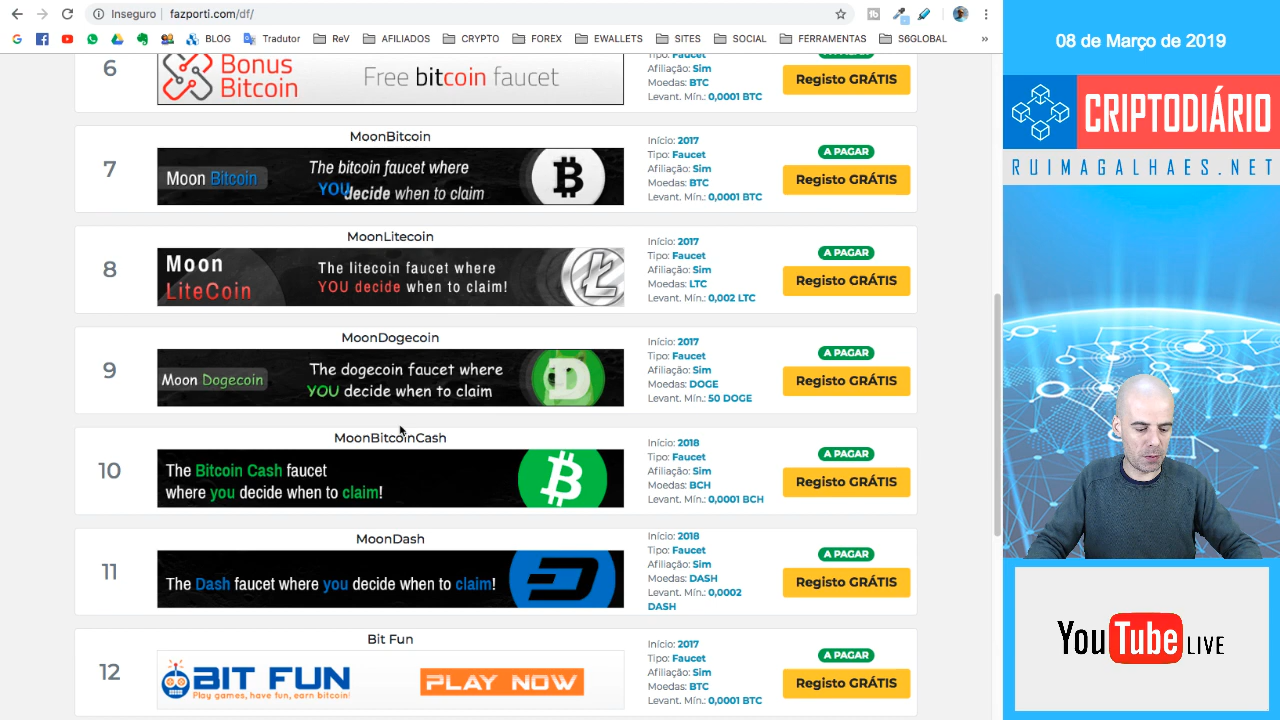 Inseguro
fazporti.com/df/
BLOG
Tradutor
ReV
AFILIADOS
CRYPTO
FOREX
EWALLETS
SITES
SOCIAL
FERRAMENTAS
S6GLOBAL
»
08 de Março de 2019
CRIPTODIÁRIO
RUIMAGALHAES.NET
6
Bonus
Bitcoin
Free bitcoin faucet
Afiliação: Sim
Moedas: BTC
Levant. Mín.: 0,0001 BTC
A PAGAR
Registo GRÁTIS
7
MoonBitcoin
Moon Bitcoin
The bitcoin faucet where
YOU decide when to claim
Início: 2017
Tipo: Faucet
Afiliação: Sim
Moedas: BTC
Levant. Mín.: 0,0001 BTC
A PAGAR
Registo GRÁTIS
8
MoonLitecoin
Moon
LiteCoin
The litecoin faucet where
YOU decide when to claim!
Início: 2017
Tipo: Faucet
Afiliação: Sim
Moedas: LTC
Levant. Mín.: 0,002 LTC
A PAGAR
Registo GRÁTIS
9
MoonDogecoin
Moon Dogecoin
The dogecoin faucet where
YOU decide when to claim
Início: 2017
Tipo: Faucet
Afiliação: Sim
Moedas: DOGE
Levant. Mín.: 50 DOGE
A PAGAR
Registo GRÁTIS
10
MoonBitcoinCash
The Bitcoin Cash faucet
where you decide when to claim!
Início: 2018
Tipo: Faucet
Afiliação: Sim
Moedas: BCH
Levant. Mín.: 0,0001 BCH
A PAGAR
Registo GRÁTIS
11
MoonDash
The Dash faucet where you decide when to claim!
Início: 2018
Tipo: Faucet
Afiliação: Sim
Moedas: DASH
Levant. Mín.: 0,0002
DASH
A PAGAR
Registo GRÁTIS
12
Bit Fun
BIT FUN
Play games, have fun, earn bitcoin!
PLAY NOW
Início: 2017
Tipo: Faucet
Afiliação: Sim
Moedas: BTC
Levant. Mín.: 0,0001 BTC
A PAGAR
Registo GRÁTIS
YouTube LIVE